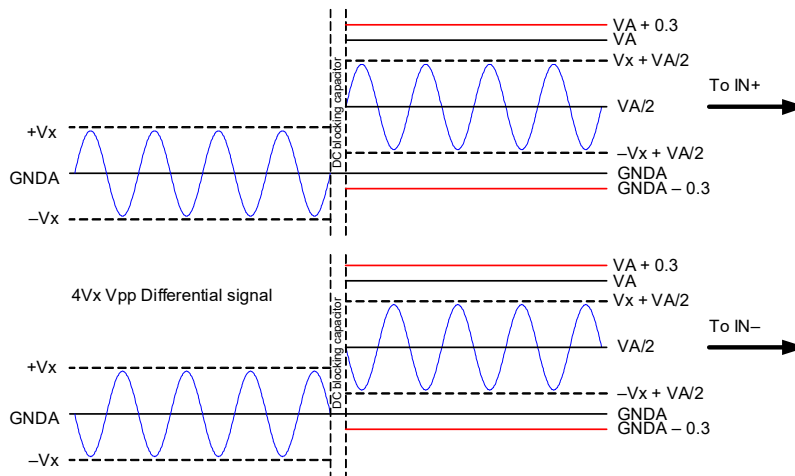 VA + 0.3
VA
Vx + VA/2
+Vx
DC blocking capacitor
VA/2
To IN+
–Vx + VA/2
GNDA
GNDA
GNDA – 0.3
–Vx
VA + 0.3
VA
4Vx Vpp Differential signal
Vx + VA/2
DC blocking capacitor
VA/2
To IN–
+Vx
–Vx + VA/2
GNDA
GNDA
GNDA – 0.3
–Vx